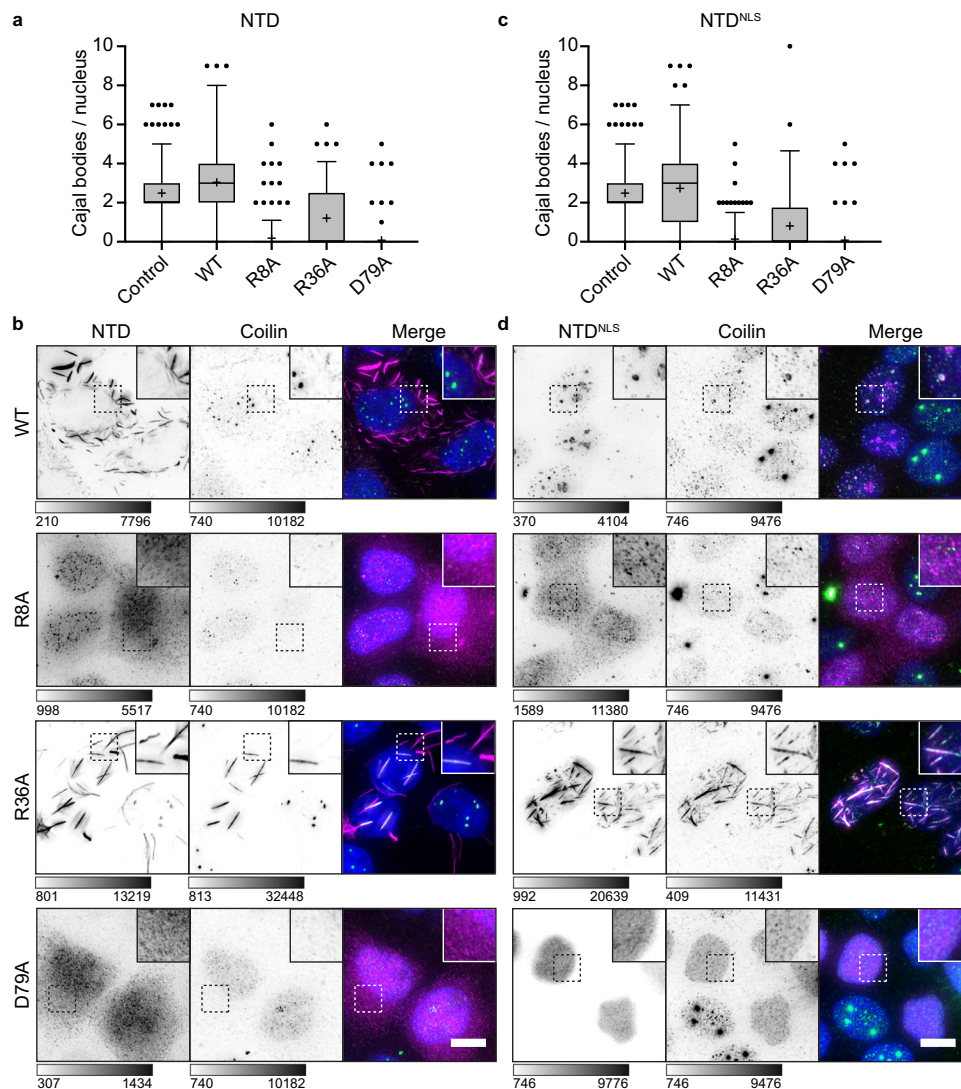 a
NTD
Cajal bodies / nucleus
10
8
6
4
2
0
Control
WT
R8A
R36A
D79A
c
NTD^NLS
Cajal bodies / nucleus
10
8
6
4
2
0
Control
WT
R8A
R36A
D79A
b
NTD Coilin Merge
WT
210 7796 740 10182
R8A
998 5517 740 10182
R36A
801 13219 813 32448
D79A
307 1434 740 10182
d
NTD^NLS Coilin Merge
370 4104 746 9476
1589 11380 746 9476
992 20639 409 11431
746 9776 746 9476